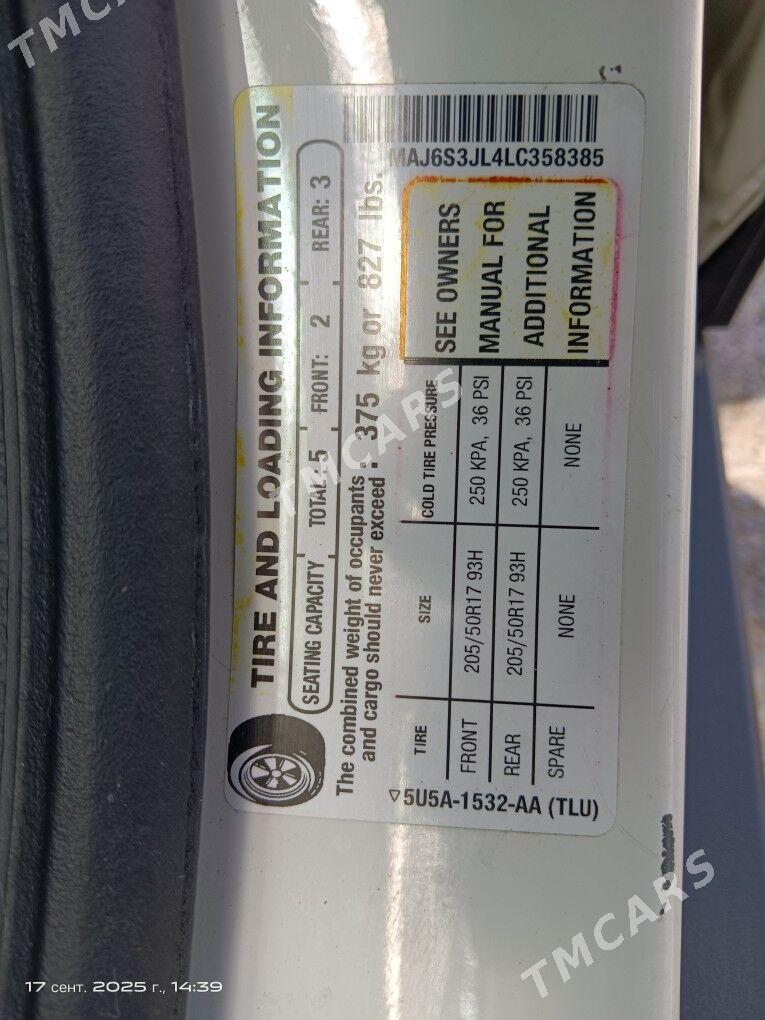 TIRE AND LOADING INFORMATION
SEATING CAPACITY TOTAL: 5 FRONT: 2 REAR: 3
The combined weight of occupants
and cargo should never exceed : 375 kg or 827 lbs.
MAJ6S3JL4LC358385
TIRE SIZE COLD TIRE PRESSURE
FRONT 205/50R17 93H 250 KPA, 36 PSI
REAR 205/50R17 93H 250 KPA, 36 PSI
SPARE NONE NONE
SEE OWNERS
MANUAL FOR
ADDITIONAL
INFORMATION
5U5A-1532-AA (TLU)
TMCARS
TMCARS
TMCARS
17 сент. 2025 г., 14:39